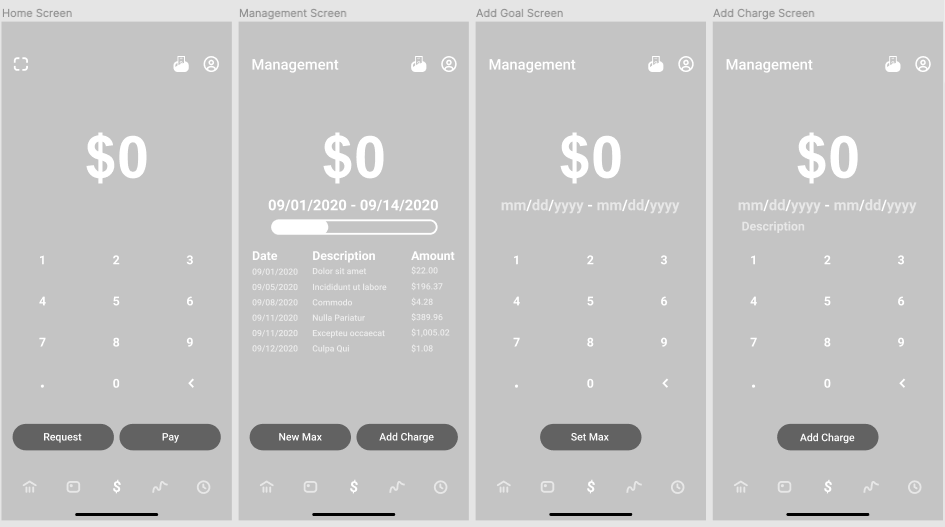 Home Screen
$0
1 2 3
4 5 6
7 8 9
. 0 <
Request Pay
$
Management Screen
Management
$0
09/01/2020 - 09/14/2020
Date Description Amount
09/01/2020 Dolor sit amet $22.00
09/05/2020 Incididunt ut labore $196.37
09/08/2020 Commodo $4.28
09/11/2020 Nulla Pariatur $389.96
09/11/2020 Excepteu occaecat $1,005.02
09/12/2020 Culpa Qui $1.08
New Max Add Charge
$
Add Goal Screen
Management
$0
mm/dd/yyyy - mm/dd/yyyy
1 2 3
4 5 6
7 8 9
. 0 <
Set Max
$
Add Charge Screen
Management
$0
mm/dd/yyyy - mm/dd/yyyy
Description
1 2 3
4 5 6
7 8 9
. 0 <
Add Charge
$